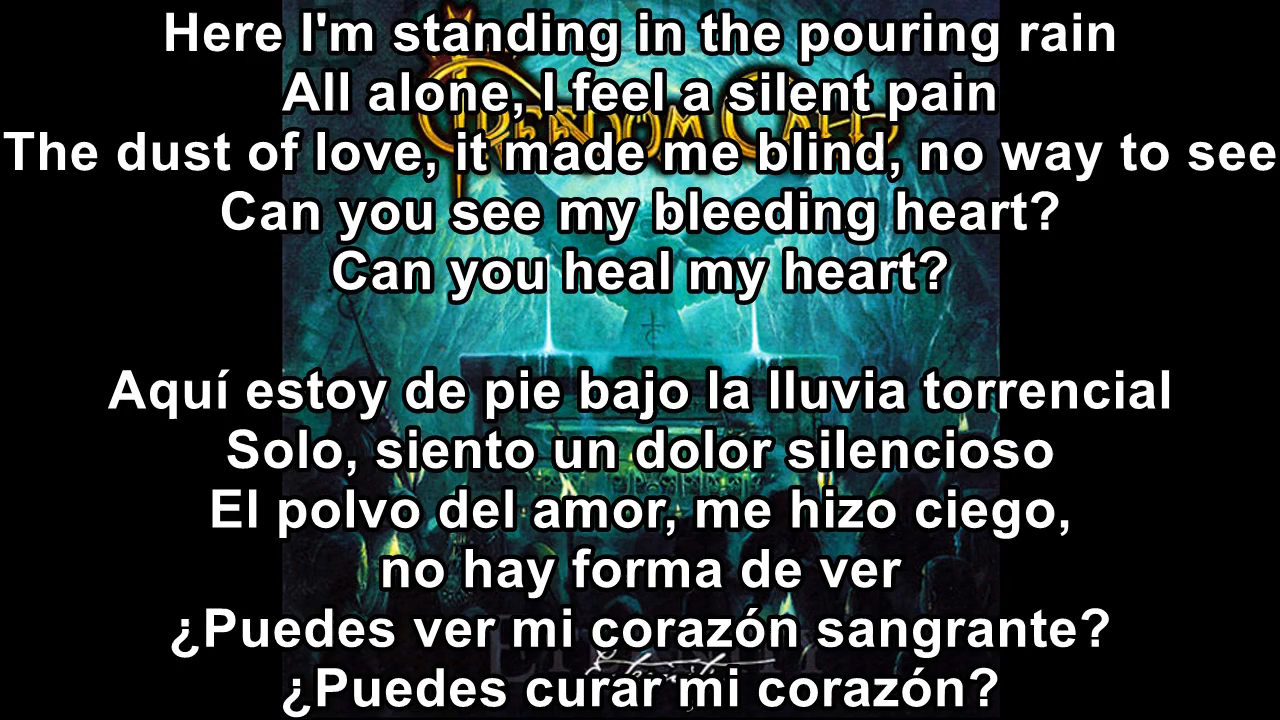 Here I'm standing in the pouring rain
All alone, I feel a silent pain
FREEDOM CALL
The dust of love, it made me blind, no way to see
Can you see my bleeding heart?
Can you heal my heart?
Aquí estoy de pie bajo la lluvia torrencial
Solo, siento un dolor silencioso
El polvo del amor, me hizo ciego,
no hay forma de ver
¿Puedes ver mi corazón sangrante?
ETERNITY
¿Puedes curar mi corazón?